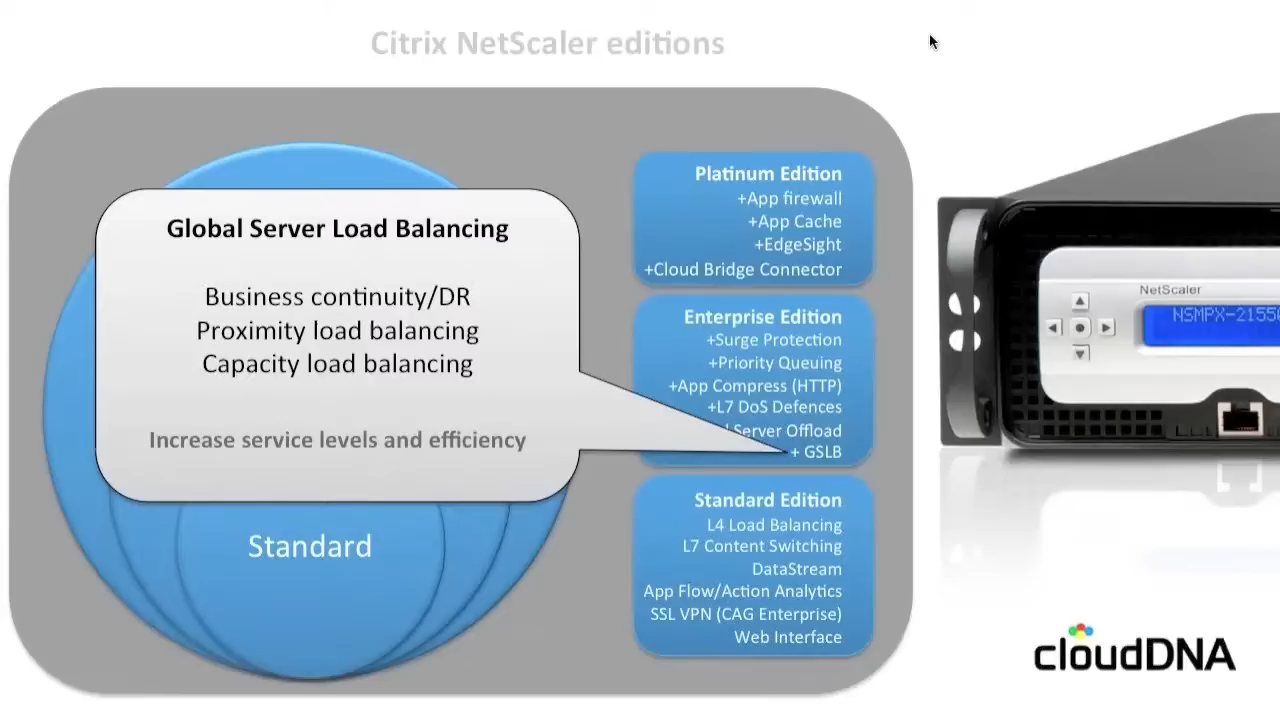 Citrix NetScaler editions
Global Server Load Balancing
Business continuity/DR
Proximity load balancing
Capacity load balancing
Increase service levels and efficiency
Standard
Platinum Edition
+App firewall
+App Cache
+EdgeSight
+Cloud Bridge Connector
Enterprise Edition
+Surge Protection
+Priority Queuing
+App Compress (HTTP)
+L7 DoS Defences
Server Offload
+ GSLB
Standard Edition
L4 Load Balancing
L7 Content Switching
DataStream
App Flow/Action Analytics
SSL VPN (CAG Enterprise)
Web Interface
NetScaler
NSMPX-21550
cloudDNA